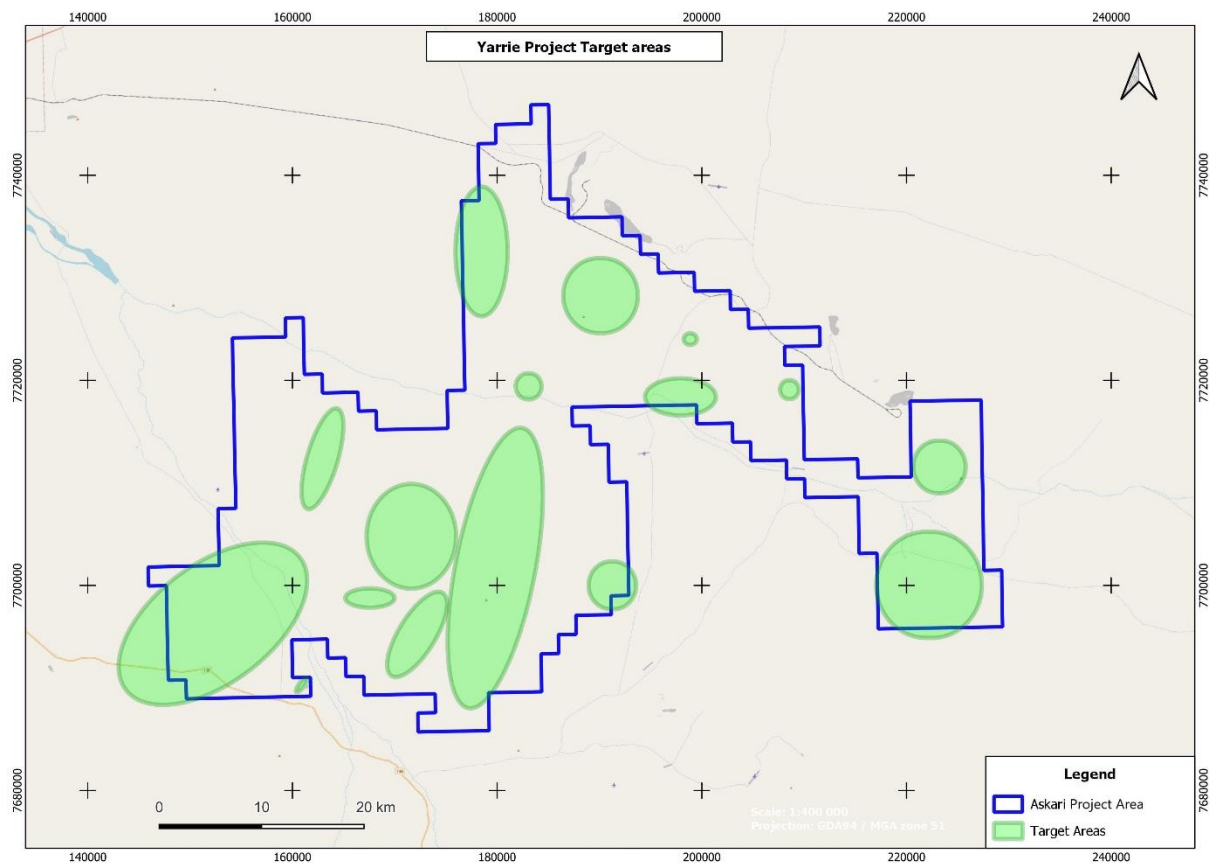 140000 160000 180000 200000 220000 240000
Yarrie Project Target areas
7740000 7740000
7720000 7720000
7700000 7700000
7680000 7680000
Legend
Askari Project Area
Target Areas
0 10 20 km
Scale: 1:400 000
Projection: GDA94 / MGA zone 51
140000 160000 180000 200000 220000 240000